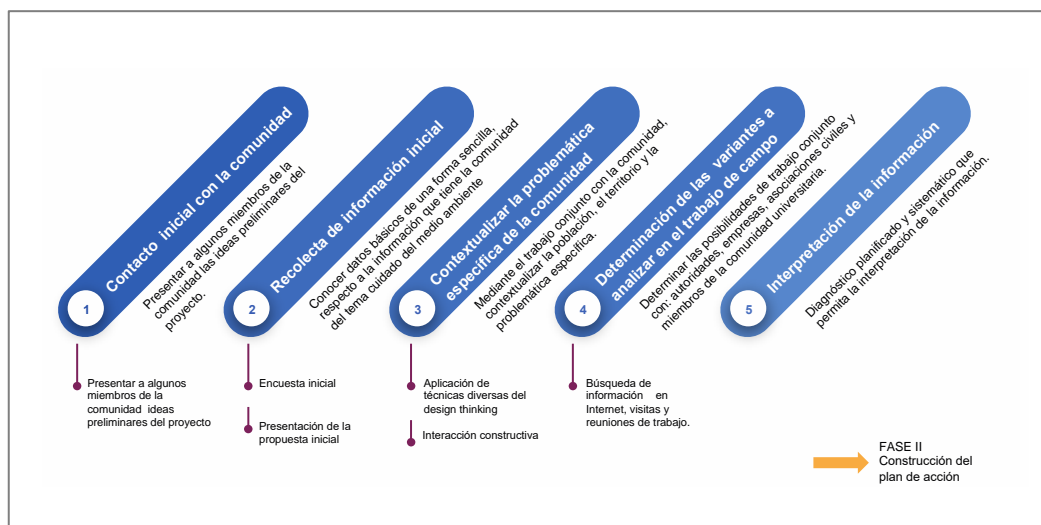 Contacto inicial con la comunidad
Presentar a algunos miembros de la
comunidad las ideas preliminares del
proyecto.
1
Presentar a algunos
miembros de la
comunidad ideas
preliminares del proyecto
Recolecta de información inicial
Conocer datos básicos de una forma sencilla,
respecto a la información que tiene la comunidad
del tema cuidado del medio ambiente
2
Encuesta inicial
Presentación de la
propuesta inicial
Contextualizar la problemática
específica de la comunidad
Mediante el trabajo conjunto con la comunidad,
contextualizar la población, el territorio y la
problemática específica.
3
Aplicación de
técnicas diversas del
design thinking
Interacción constructiva
Determinación de las variantes a
analizar en el trabajo de campo
Determinar las posibilidades de trabajo conjunto
con: autoridades, empresas, asociaciones civiles y
miembros de la comunidad universitaria.
4
Búsqueda de
información en
Internet, visitas y
reuniones de trabajo.
Interpretación de la información
Diagnóstico planificado y sistemático que
permita la interpretación de la información.
5
FASE II
Construcción del
plan de acción